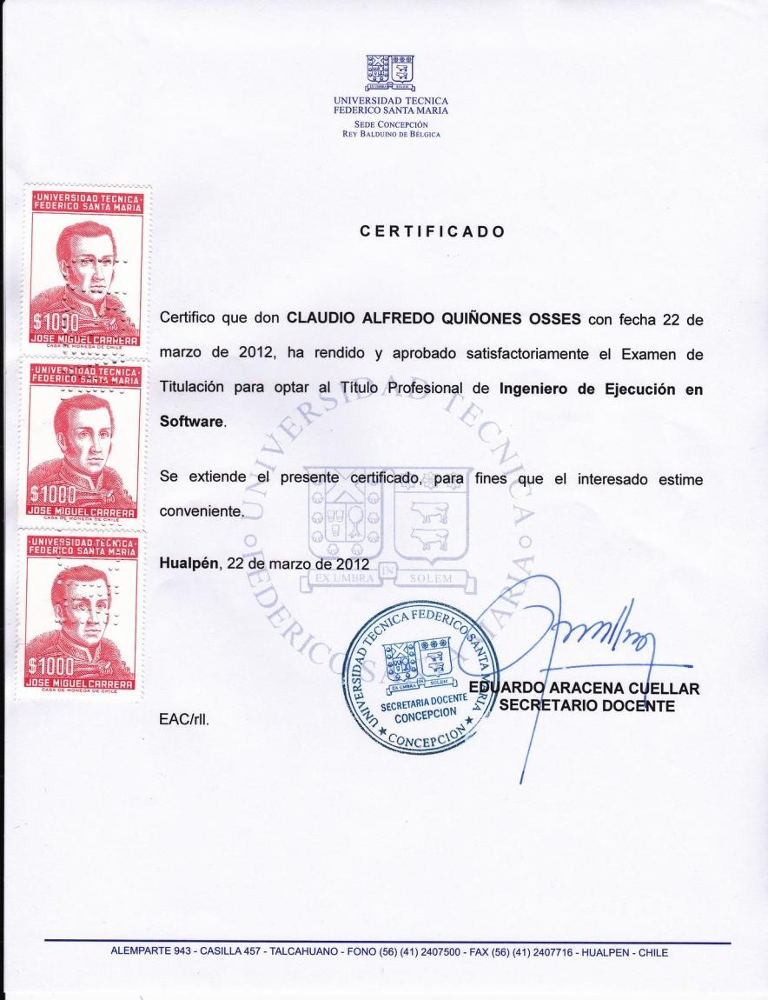 UNIVERSIDAD TECNICA
FEDERICO SANTA MARIA
SEDE CONCEPCIÓN
REY BALDUINO DE BÉLGICA
·UNIVERSIDAD TECNICA·
FEDERICO SANTA MARIA
$1000
JOSE MIGUEL CARRERA
CASA DE MONEDA DE CHILE
·UNIVERSIDAD TECNICA·
FEDERICO SANTA MARIA
$1000
JOSE MIGUEL CARRERA
CASA DE MONEDA DE CHILE
·UNIVERSIDAD TECNICA·
FEDERICO SANTA MARIA
$1000
JOSE MIGUEL CARRERA
CASA DE MONEDA DE CHILE
CERTIFICADO
Certifico que don CLAUDIO ALFREDO QUIÑONES OSSES con fecha 22 de
marzo de 2012, ha rendido y aprobado satisfactoriamente el Examen de
Titulación para optar al Título Profesional de Ingeniero de Ejecución en
Software.
Se extiende el presente certificado, para fines que el interesado estime
conveniente.
Hualpén, 22 de marzo de 2012
UNIVERSIDAD TECNICA
FEDERICO SANTA MARIA
EX UMBRA IN SOLEM
UNIVERSIDAD TECNICA FEDERICO SANTA MARIA
EX UMBRA IN SOLEM
SECRETARIA DOCENTE
CONCEPCION
★ CONCEPCION ★
EDUARDO ARACENA CUELLAR
SECRETARIO DOCENTE
EAC/rll.
ALEMPARTE 943 - CASILLA 457 - TALCAHUANO - FONO (56) (41) 2407500 - FAX (56) (41) 2407716 - HUALPEN - CHILE